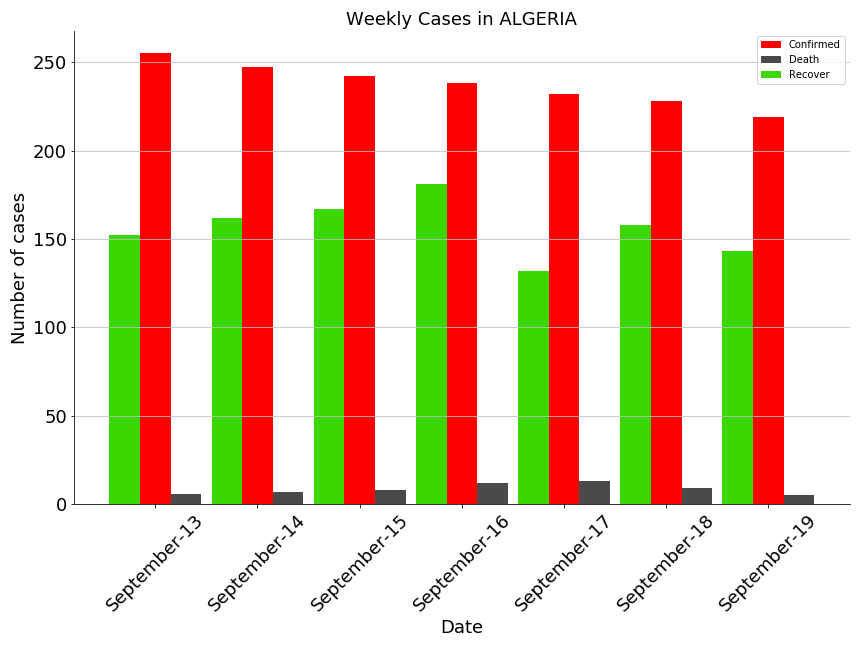 Weekly Cases in ALGERIA
Confirmed
Death
Recover
Number of cases
250
200
150
100
50
0
September-13
September-14
September-15
September-16
September-17
September-18
September-19
Date